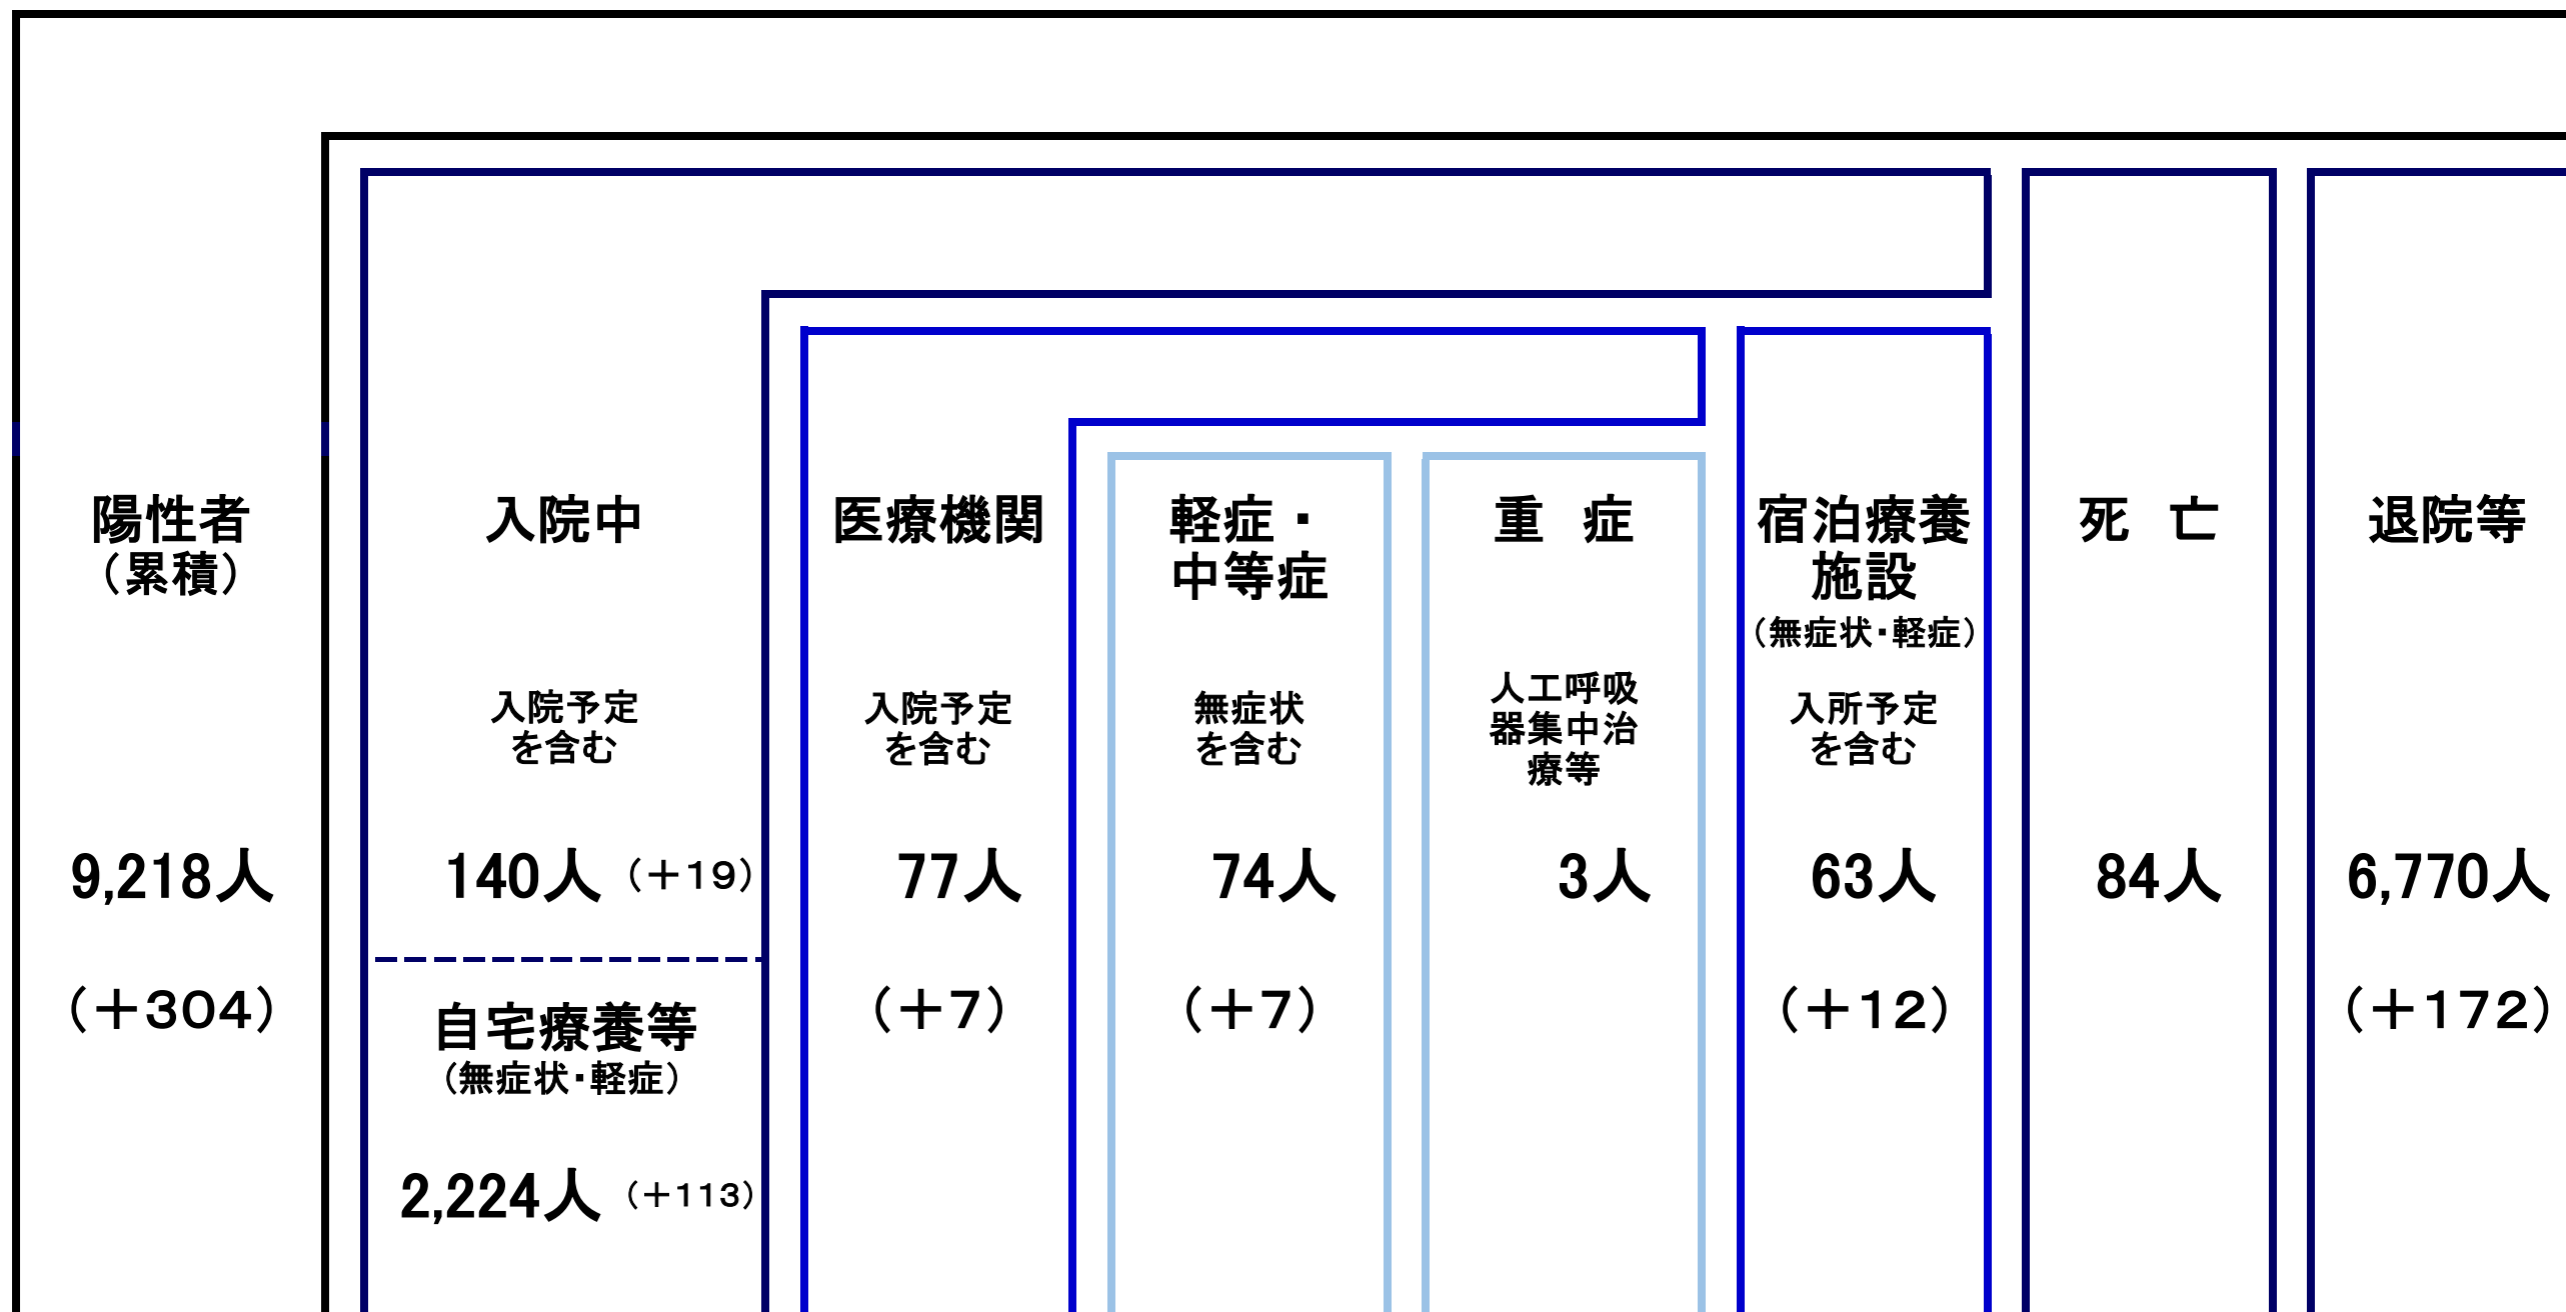 陽性者
（累積）
9,218人
（＋304）
入院中
入院予定
を含む
140人（＋19）
自宅療養等
（無症状・軽症）
2,224人（＋113）
医療機関
入院予定
を含む
77人
（＋7）
軽症・
中等症
無症状
を含む
74人
（＋7）
重　症
人工呼吸
器集中治
療等
3人
宿泊療養
施設
（無症状・軽症）
入所予定
を含む
63人
（＋12）
死　亡
84人
退院等
6,770人
（＋172）